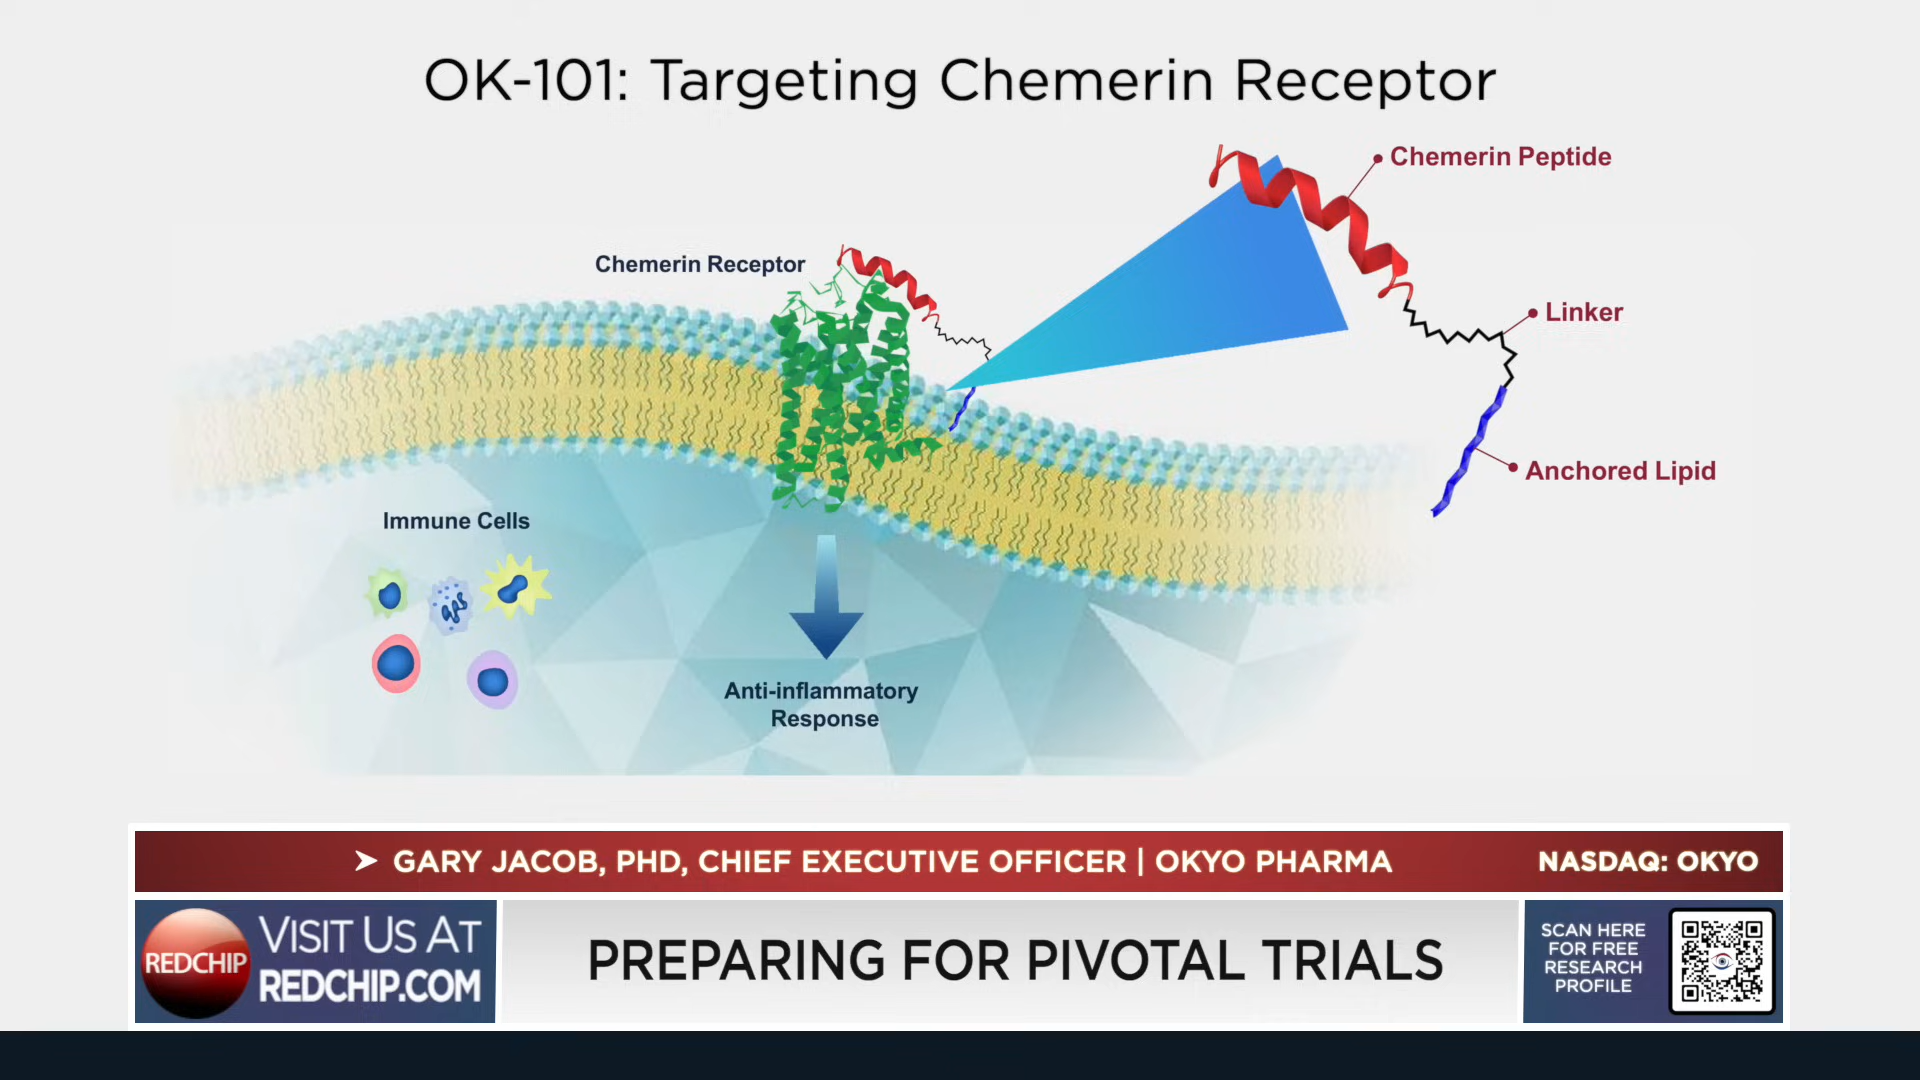 OK-101: Targeting Chemerin Receptor
Chemerin Peptide
Chemerin Receptor
Linker
Anchored Lipid
Immune Cells
Anti-inflammatory
Response
➤ GARY JACOB, PHD, CHIEF EXECUTIVE OFFICER | OKYO PHARMA
NASDAQ: OKYO
REDCHIP
VISIT US AT
REDCHIP.COM
PREPARING FOR PIVOTAL TRIALS
SCAN HERE
FOR FREE
RESEARCH
PROFILE